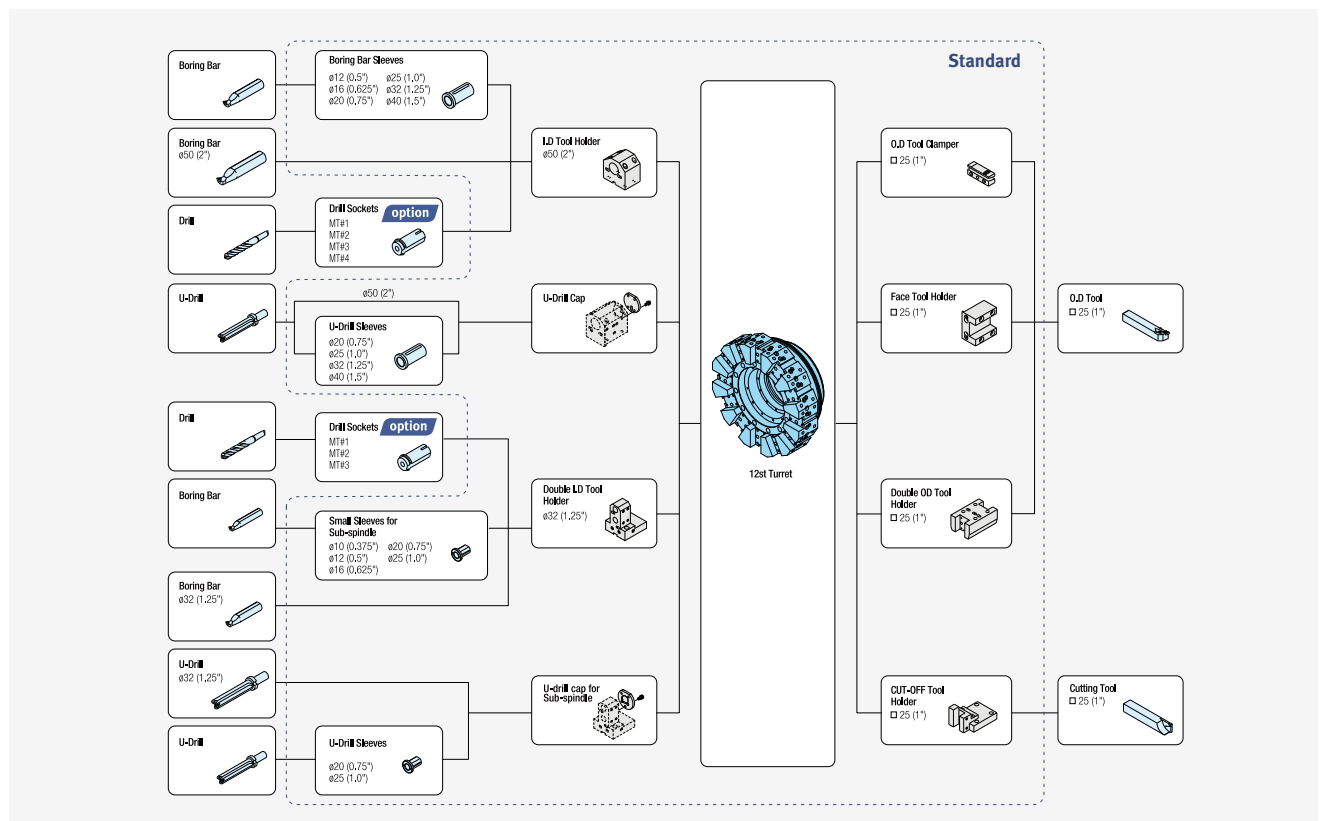 Standard
Boring Bar
Boring Bar Sleeves
ø12 (0.5") ø25 (1.0")
ø16 (0.625") ø32 (1.25")
ø20 (0.75") ø40 (1.5")
Boring Bar
ø50 (2")
I.D Tool Holder
ø50 (2")
Drill
Drill Sockets option
MT#1
MT#2
MT#3
MT#4
U-Drill
ø50 (2")
U-Drill Sleeves
ø20 (0.75")
ø25 (1.0")
ø32 (1.25")
ø40 (1.5")
U-Drill Cap
Drill
Drill Sockets option
MT#1
MT#2
MT#3
Boring Bar
Small Sleeves for
Sub-spindle
ø10 (0.375") ø20 (0.75")
ø12 (0.5") ø25 (1.0")
ø16 (0.625")
Double I.D Tool
Holder
ø32 (1.25")
Boring Bar
ø32 (1.25")
U-Drill
ø32 (1.25")
U-drill cap for
Sub-spindle
U-Drill
U-Drill Sleeves
ø20 (0.75")
ø25 (1.0")
12st Turret
O.D Tool Clamper
□ 25 (1")
Face Tool Holder
□ 25 (1")
O.D Tool
□ 25 (1")
Double OD Tool
Holder
□ 25 (1")
CUT-OFF Tool
Holder
□ 25 (1")
Cutting Tool
□ 25 (1")